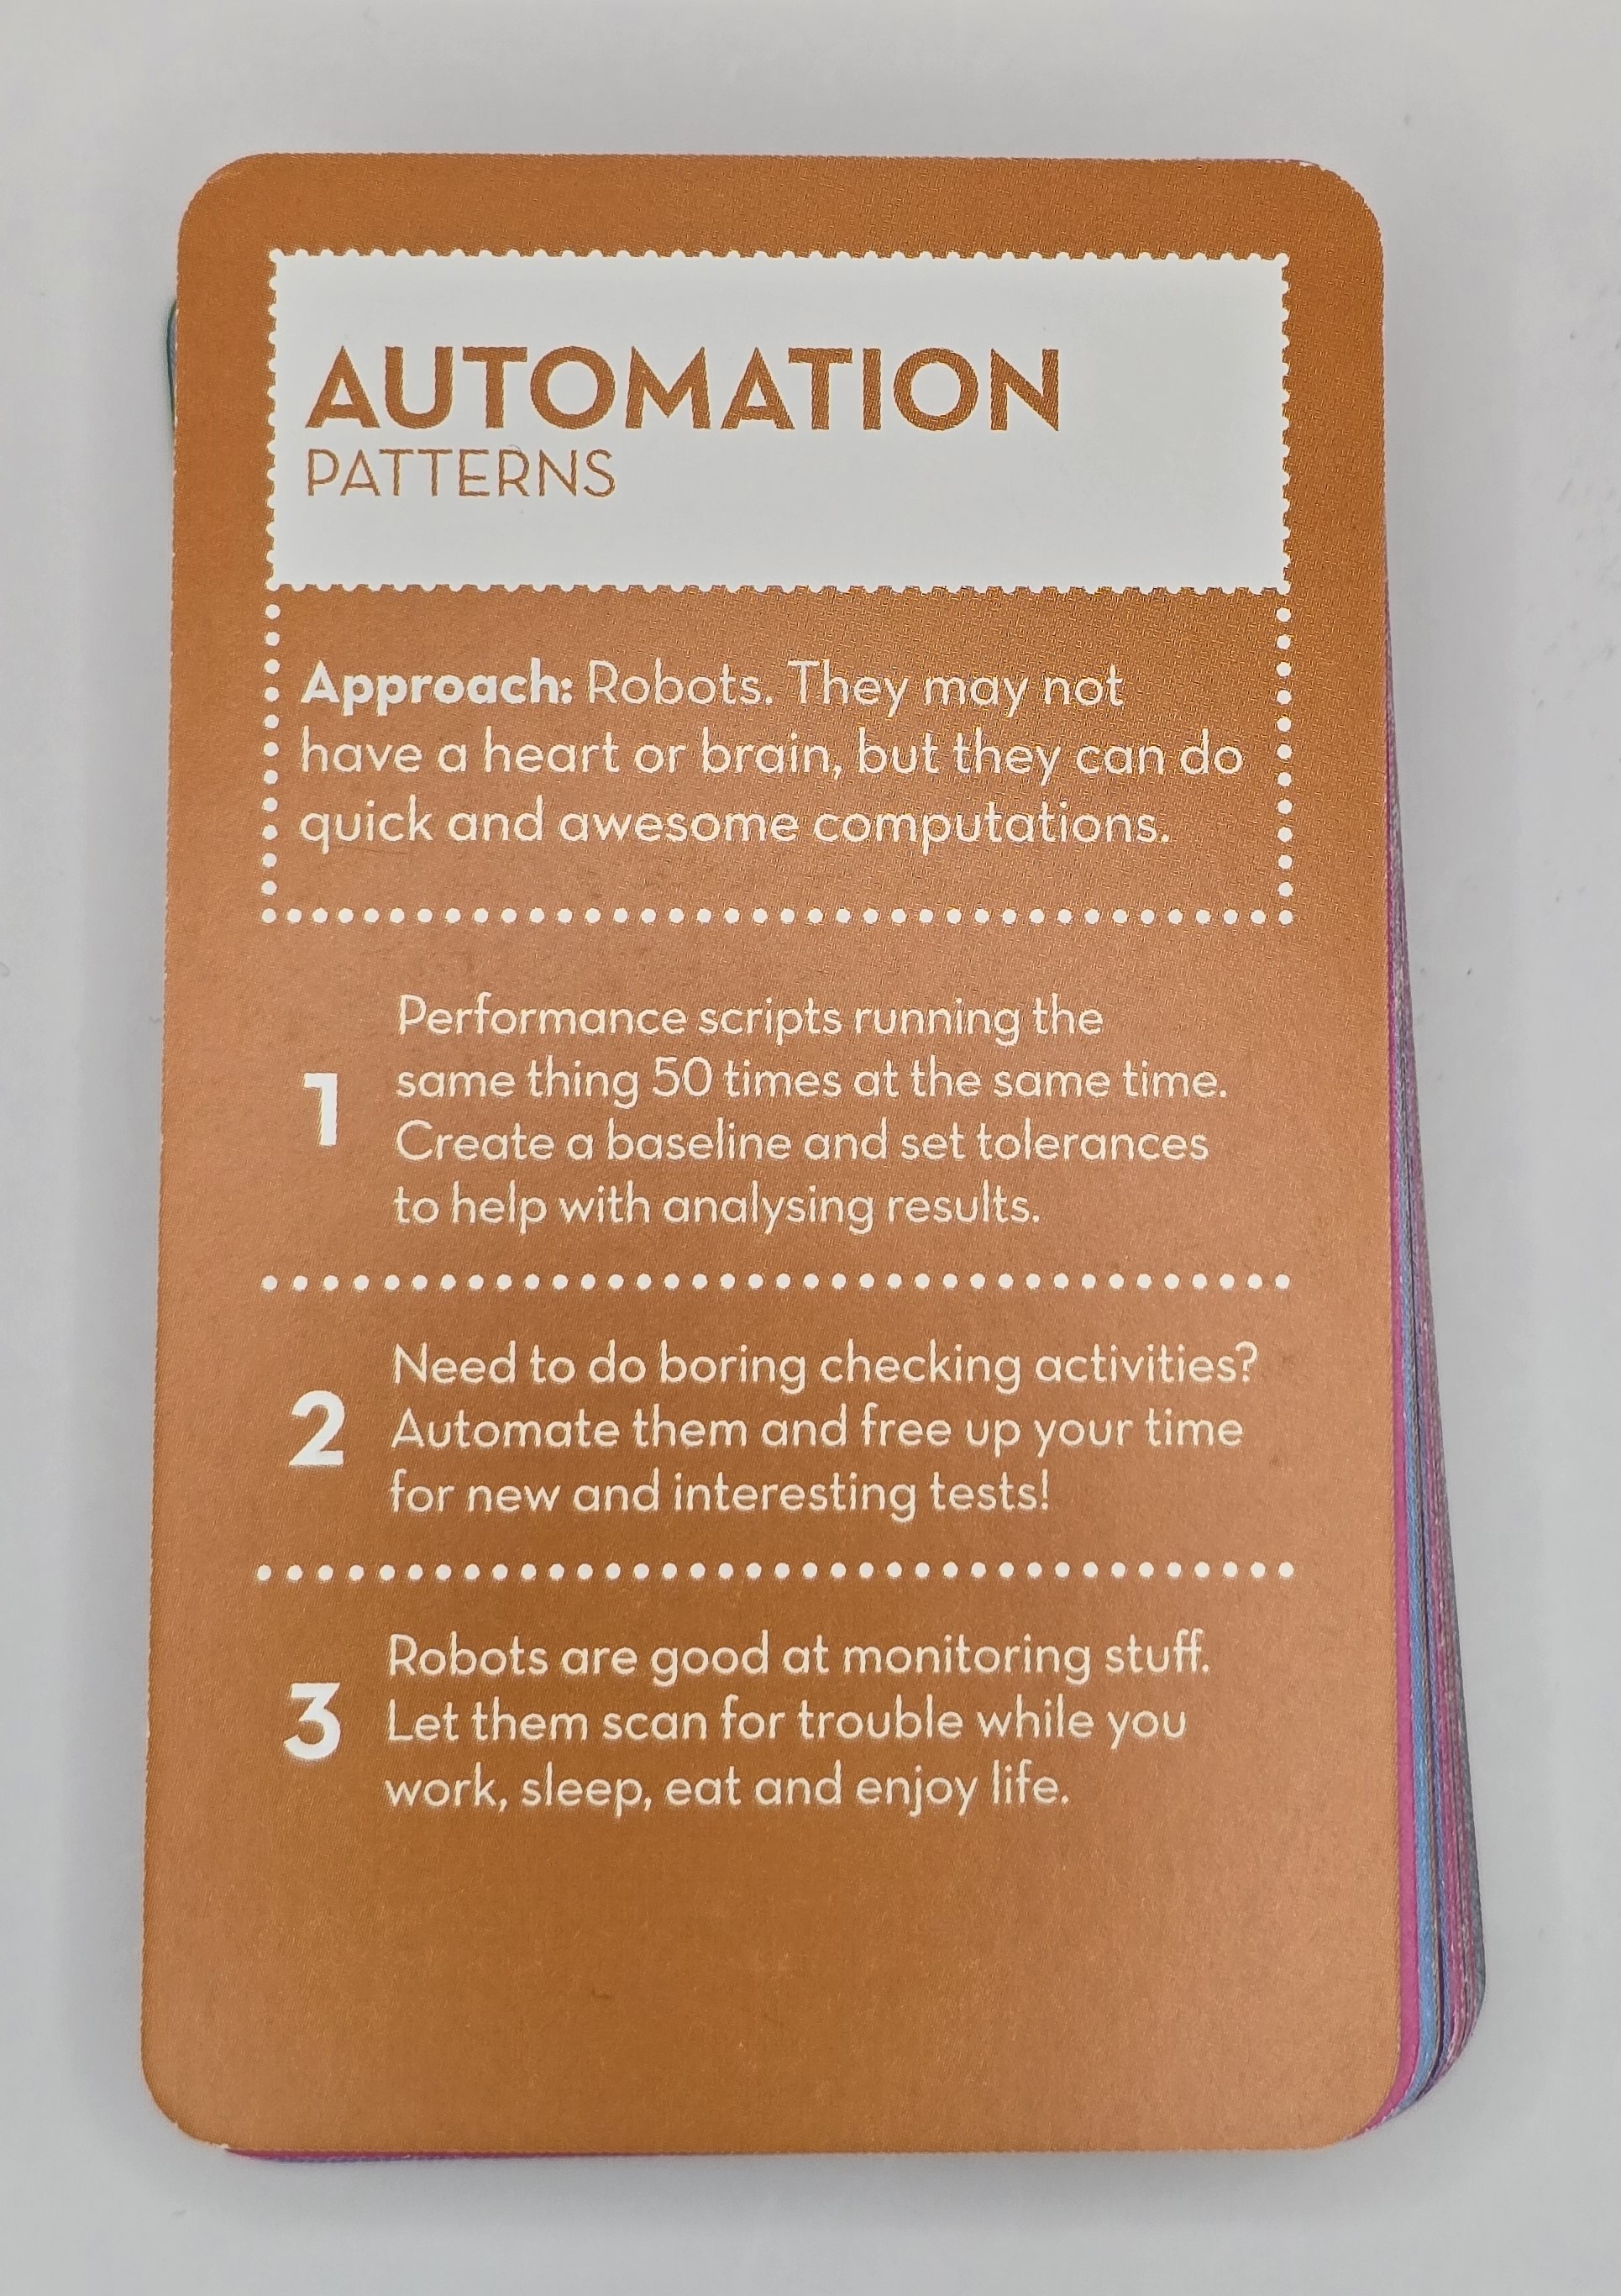 AUTOMATION
PATTERNS
Approach: Robots. They may not
have a heart or brain, but they can do
quick and awesome computations.
1
Performance scripts running the
same thing 50 times at the same time.
Create a baseline and set tolerances
to help with analysing results.
2
Need to do boring checking activities?
Automate them and free up your time
for new and interesting tests!
3
Robots are good at monitoring stuff.
Let them scan for trouble while you
work, sleep, eat and enjoy life.